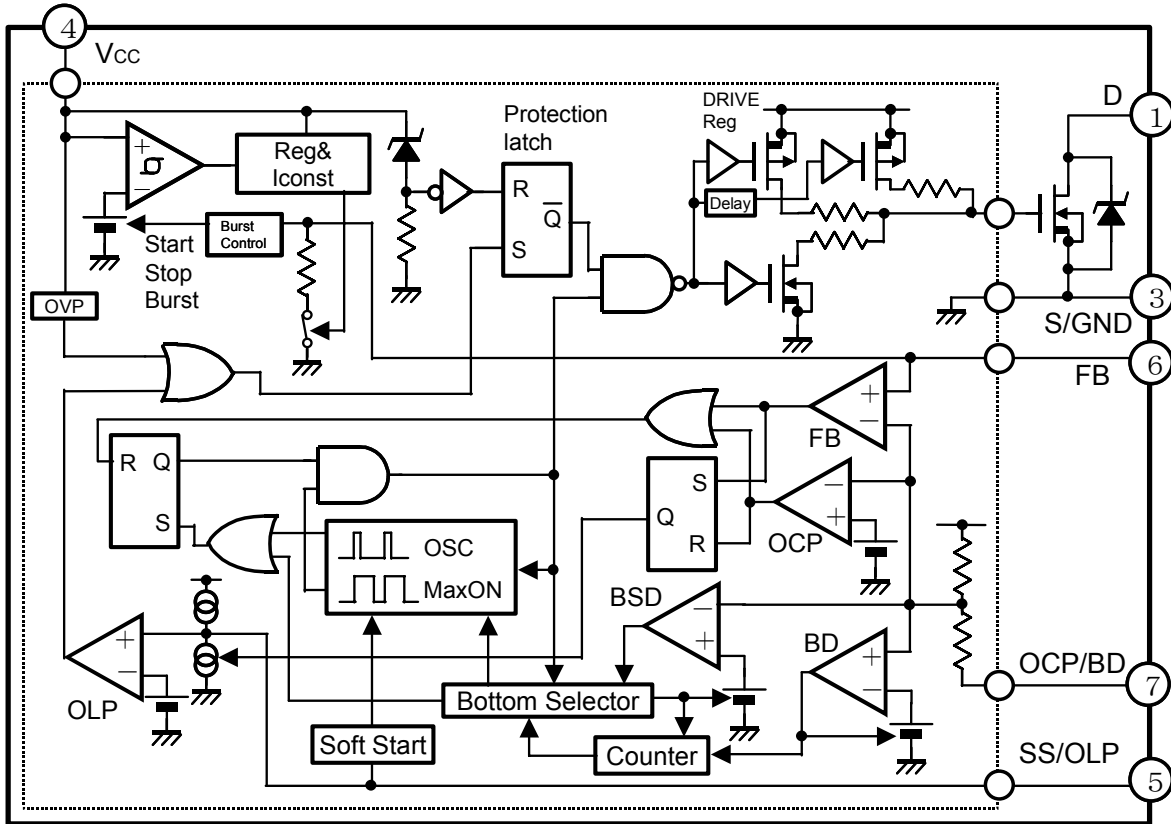 4
VCC
D
1
DRIVE
Reg
Protection
latch
+
−
Reg&
Iconst
R
Q
S
Delay
Burst
Control
Start
Stop
Burst
OVP
3
S/GND
6
FB
+
−
FB
R
Q
S
S
Q
R
−
+
OCP
OSC
MaxON
BSD
−
+
BD
+
−
+
−
OLP
OCP/BD
7
Bottom Selector
Soft Start
Counter
SS/OLP
5